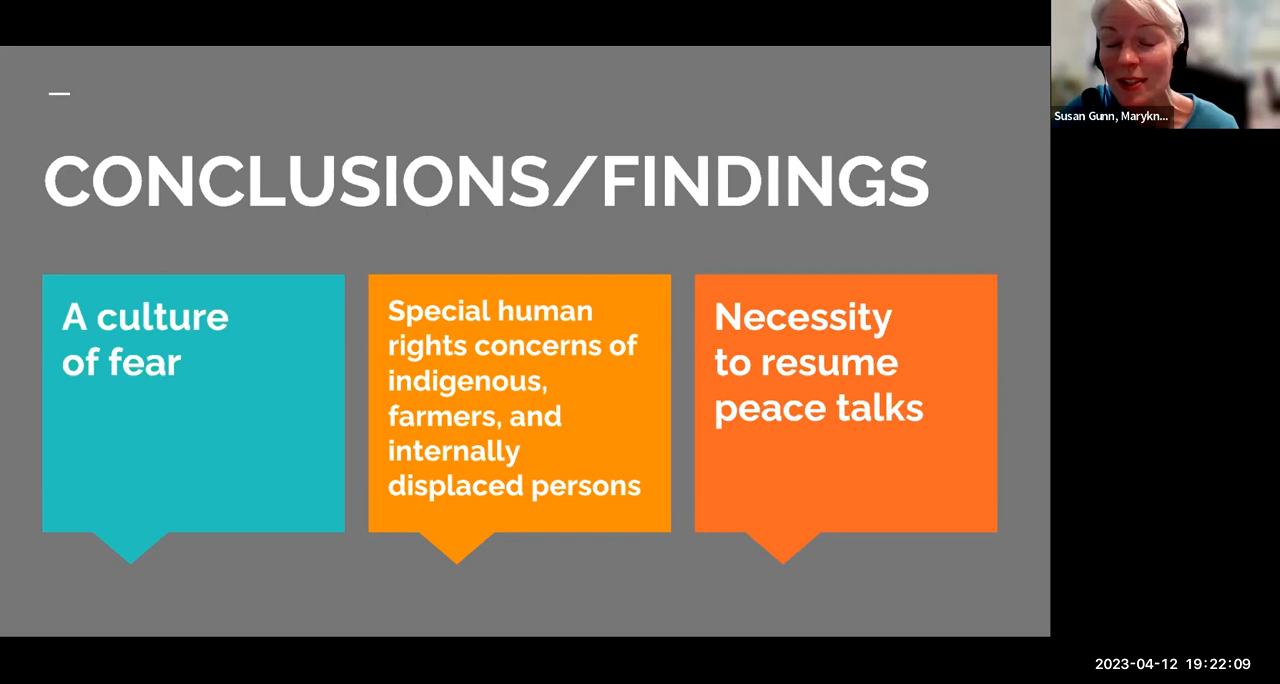 CONCLUSIONS/FINDINGS
A culture
of fear
Special human
rights concerns of
indigenous,
farmers, and
internally
displaced persons
Necessity
to resume
peace talks
Susan Gunn, Marykn...
2023-04-12 19:22:09